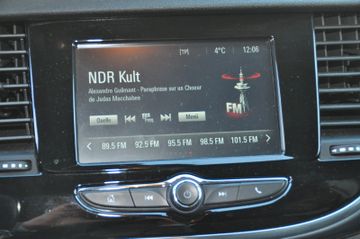 [TP] 4°C 12:06
NDR Kult
Alexandre Guilmant - Paraphrase sur un Choeur
de Judas Macchabee
FM
Quelle Menü
89.5 FM 92.5 FM 95.5 FM 98.5 FM 101.5 FM